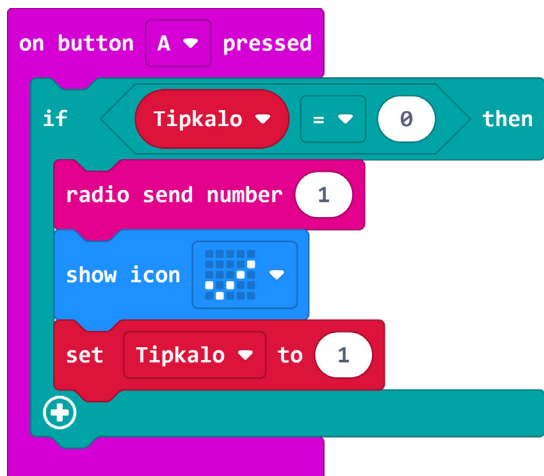 on button A pressed
if Tipkalo = 0 then
radio send number 1
show icon
set Tipkalo to 1